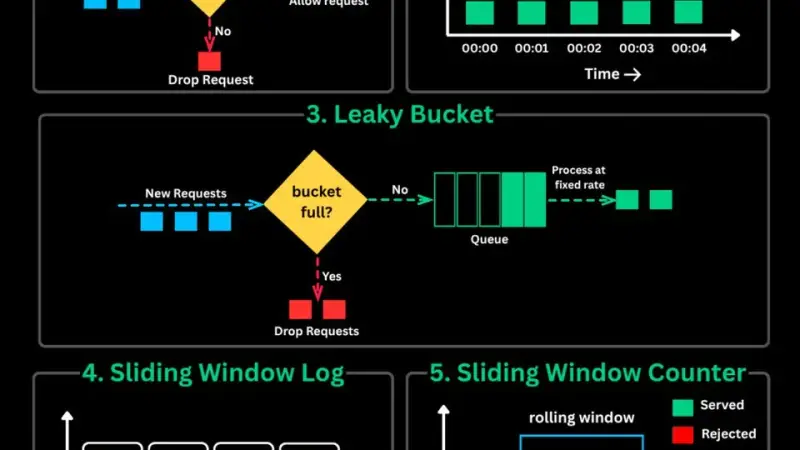 Allow request
No
Drop Request
00:00 00:01 00:02 00:03 00:04
Time →
3. Leaky Bucket
New Requests
bucket
full?
No
Queue
Process at
fixed rate
Yes
Drop Requests
4. Sliding Window Log
5. Sliding Window Counter
rolling window
Served
Rejected